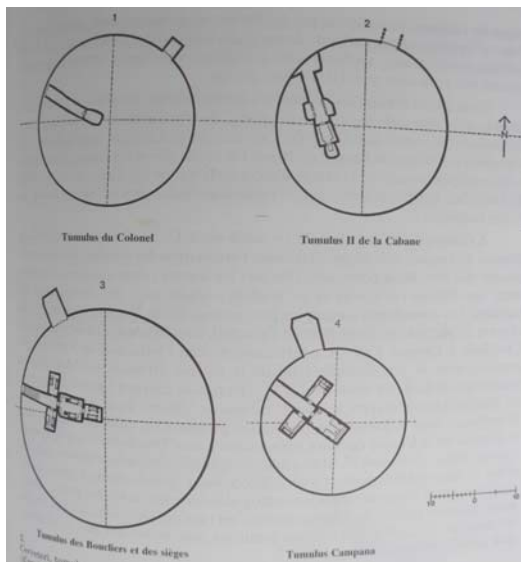 1
2
N
Tumulus du Colonel
Tumulus II de la Cabane
3
4
Tumulus des Boucliers et des sièges
Tumulus Campana
10 0
1.